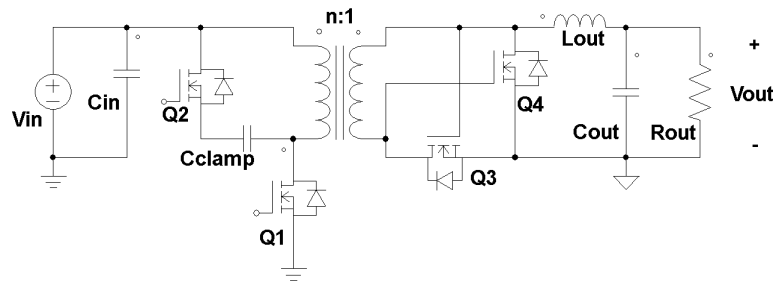 n:1
Lout
+
Q2
Q4
Vin
Cin
Vout
Cclamp
Cout
Rout
-
Q3
Q1